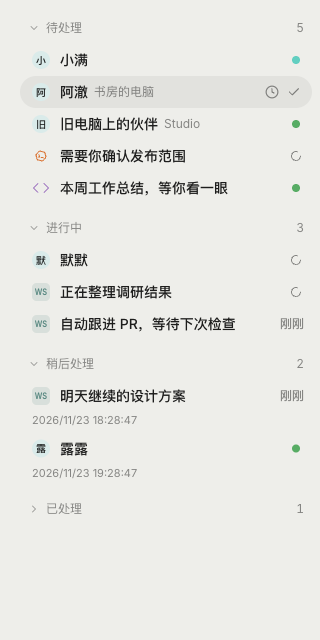 待处理 5
小 小满
阿 阿澈 书房的电脑
旧 旧电脑上的伙伴 Studio
需要你确认发布范围
本周工作总结，等你看一眼
进行中 3
默 默默
WS 正在整理调研结果
WS 自动跟进 PR，等待下次检查 刚刚
稍后处理 2
WS 明天继续的设计方案 刚刚
2026/11/23 18:28:47
露 露露
2026/11/23 19:28:47
已处理 1